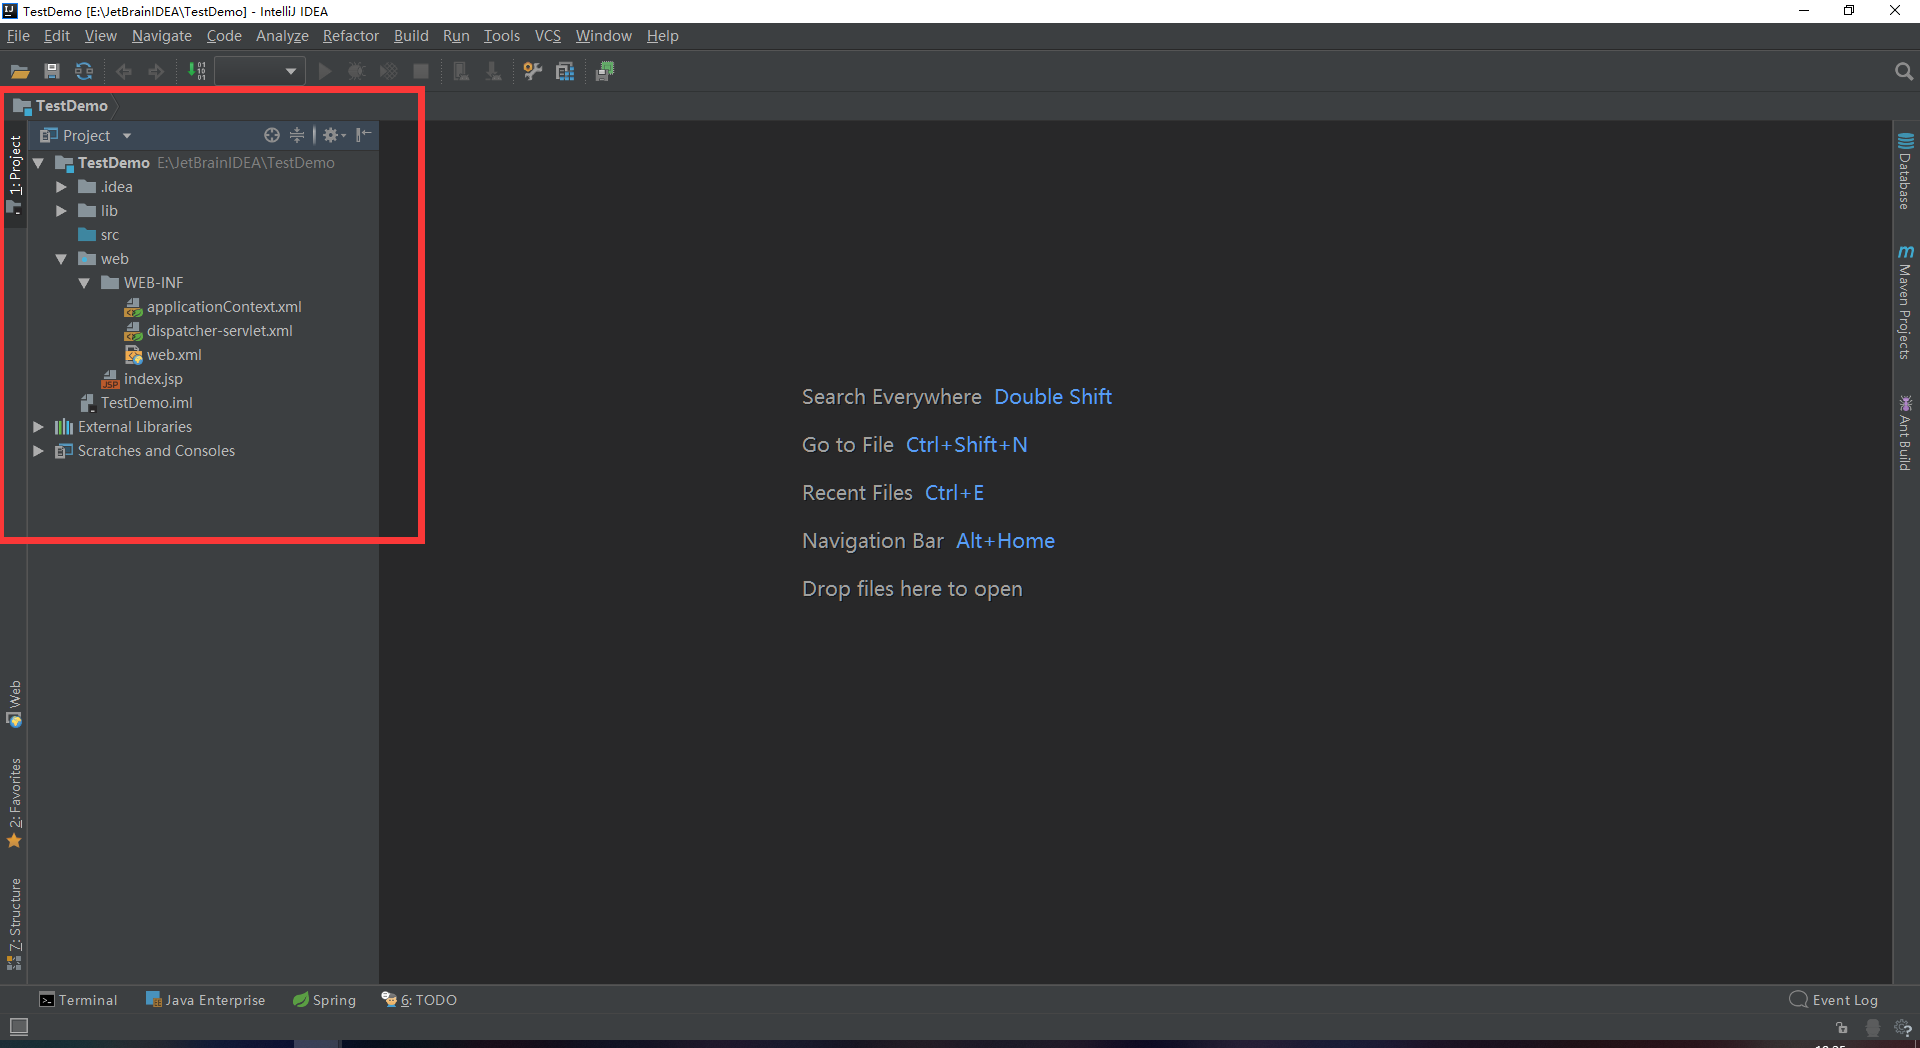 TestDemo [E:\JetBrainIDEA\TestDemo] - IntelliJ IDEA
File Edit View Navigate Code Analyze Refactor Build Run Tools VCS Window Help
TestDemo
Project
TestDemo E:\JetBrainIDEA\TestDemo
.idea
lib
src
web
WEB-INF
applicationContext.xml
dispatcher-servlet.xml
web.xml
index.jsp
TestDemo.iml
External Libraries
Scratches and Consoles
1: Project
Web
2: Favorites
7: Structure
Search Everywhere Double Shift
Go to File Ctrl+Shift+N
Recent Files Ctrl+E
Navigation Bar Alt+Home
Drop files here to open
Database
Maven Projects
Ant Build
Terminal Java Enterprise Spring 6: TODO Event Log